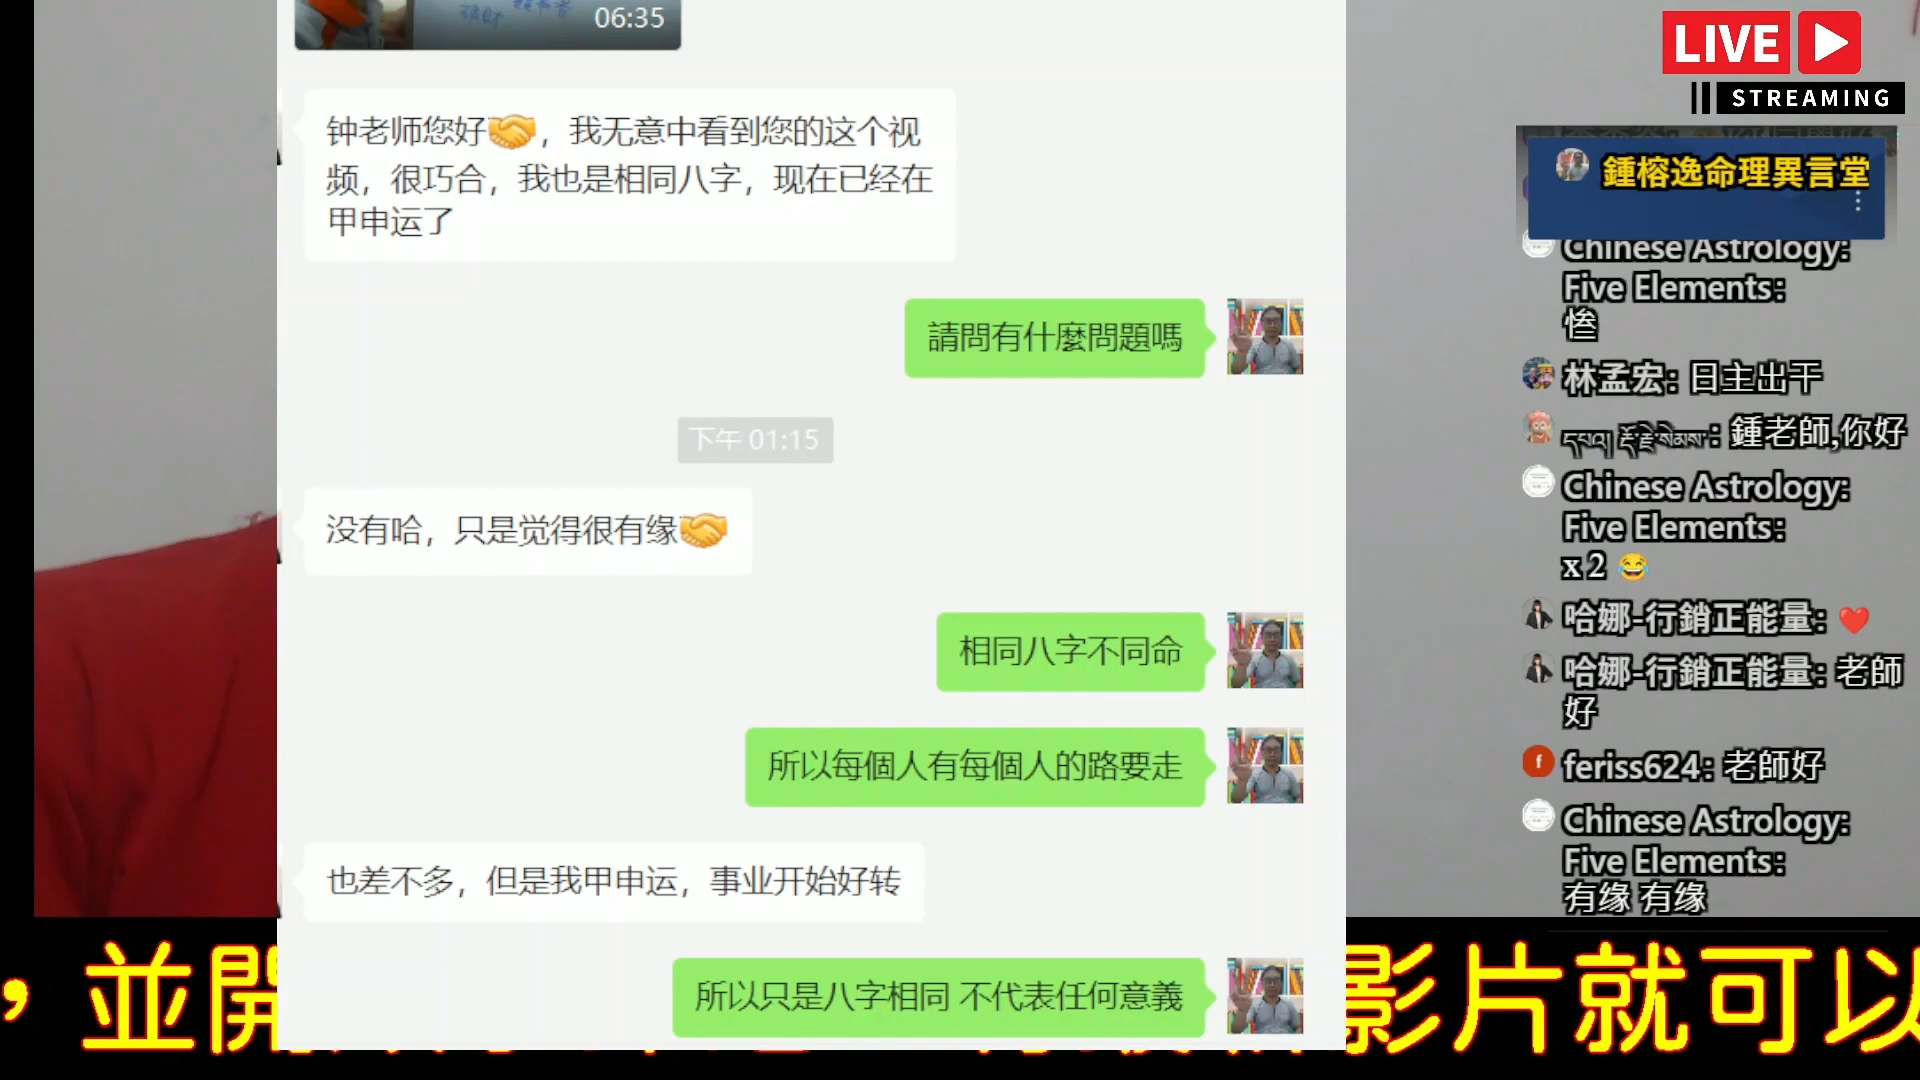 06:35
钟老师您好🤝，我无意中看到您的这个视
频，很巧合，我也是相同八字，现在已经在
甲申运了
請問有什麼問題嗎
下午 01:15
没有哈，只是觉得很有缘🤝
相同八字不同命
所以每個人有每個人的路要走
也差不多，但是我甲申运，事业开始好转
所以只是八字相同 不代表任何意義
LIVE
STREAMING
鍾榕逸命理異言堂
Chinese Astrology:
Five Elements:
惨
林孟宏: 日主出干
: 鍾老師,你好
Chinese Astrology:
Five Elements:
x2 😂
哈娜-行銷正能量: ❤️
哈娜-行銷正能量: 老師
好
f
feriss624: 老師好
Chinese Astrology:
Five Elements:
有缘 有缘
，並開
影片就可以